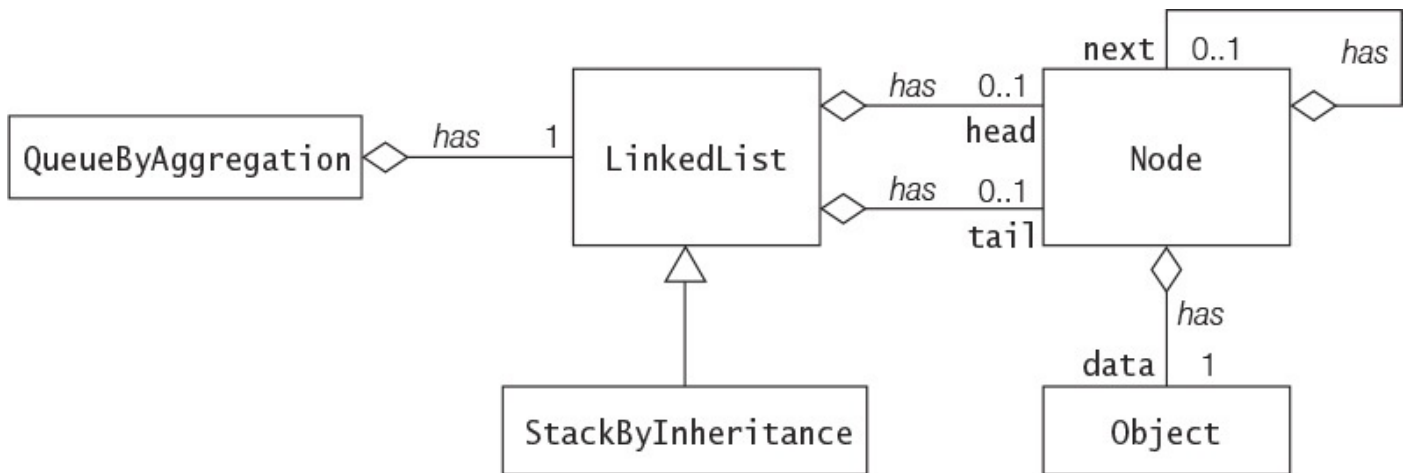 next 0..1
has
has 0..1
head
QueueByAggregation
has 1
LinkedList
Node
has 0..1
tail
has
data 1
StackByInheritance
Object